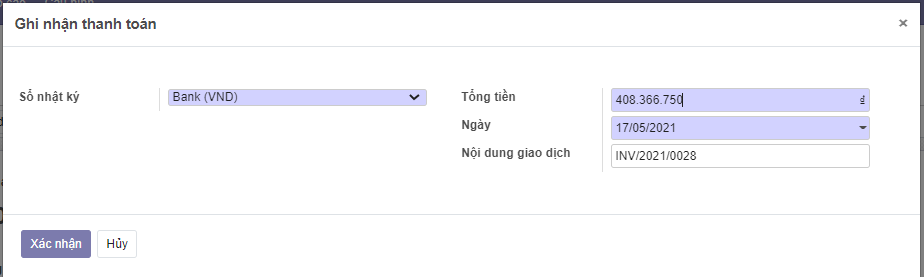 Ghi nhận thanh toán ×
Sổ nhật ký Bank (VND) Tổng tiền 408.366.750 ₫
Ngày 17/05/2021
Nội dung giao dịch INV/2021/0028
Xác nhận Hủy